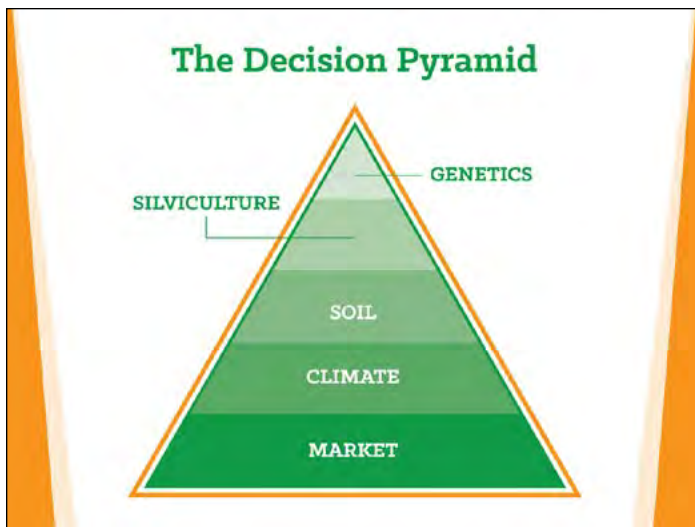 The Decision Pyramid
GENETICS
SILVICULTURE
SOIL
CLIMATE
MARKET